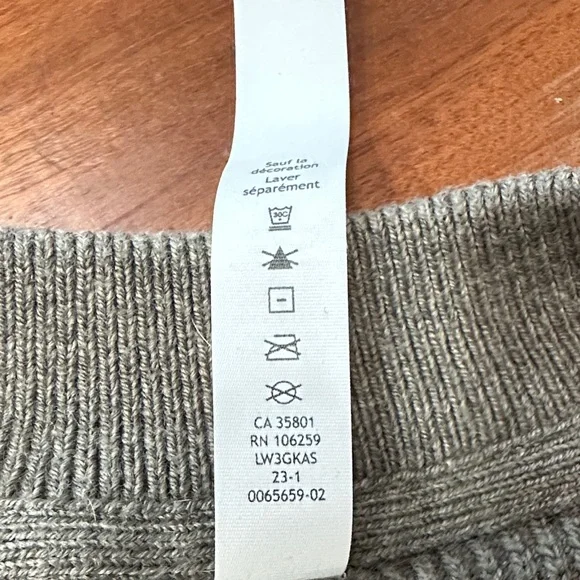 Sauf la
décoration
Laver
séparément
30C
CA 35801
RN 106259
LW3GKAS
23-1
0065659-02